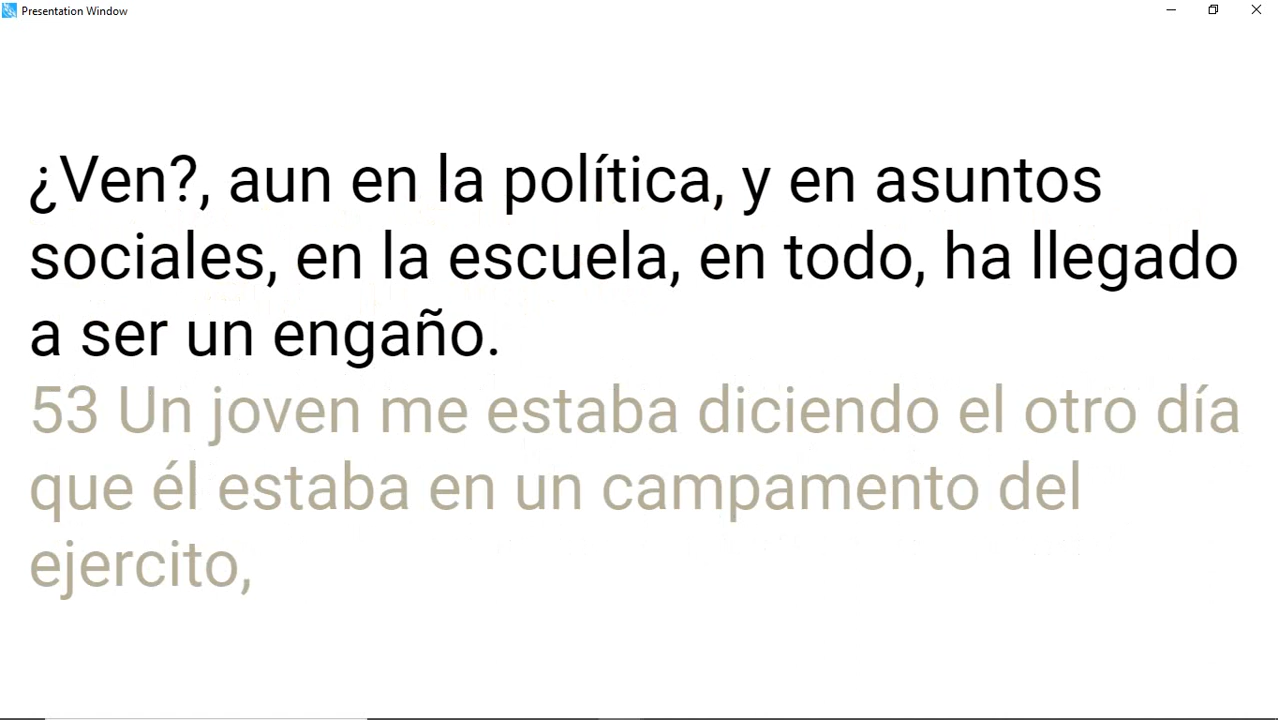 Presentation Window
¿Ven?, aun en la política, y en asuntos
sociales, en la escuela, en todo, ha llegado
a ser un engaño.
53 Un joven me estaba diciendo el otro día
que él estaba en un campamento del
ejercito,